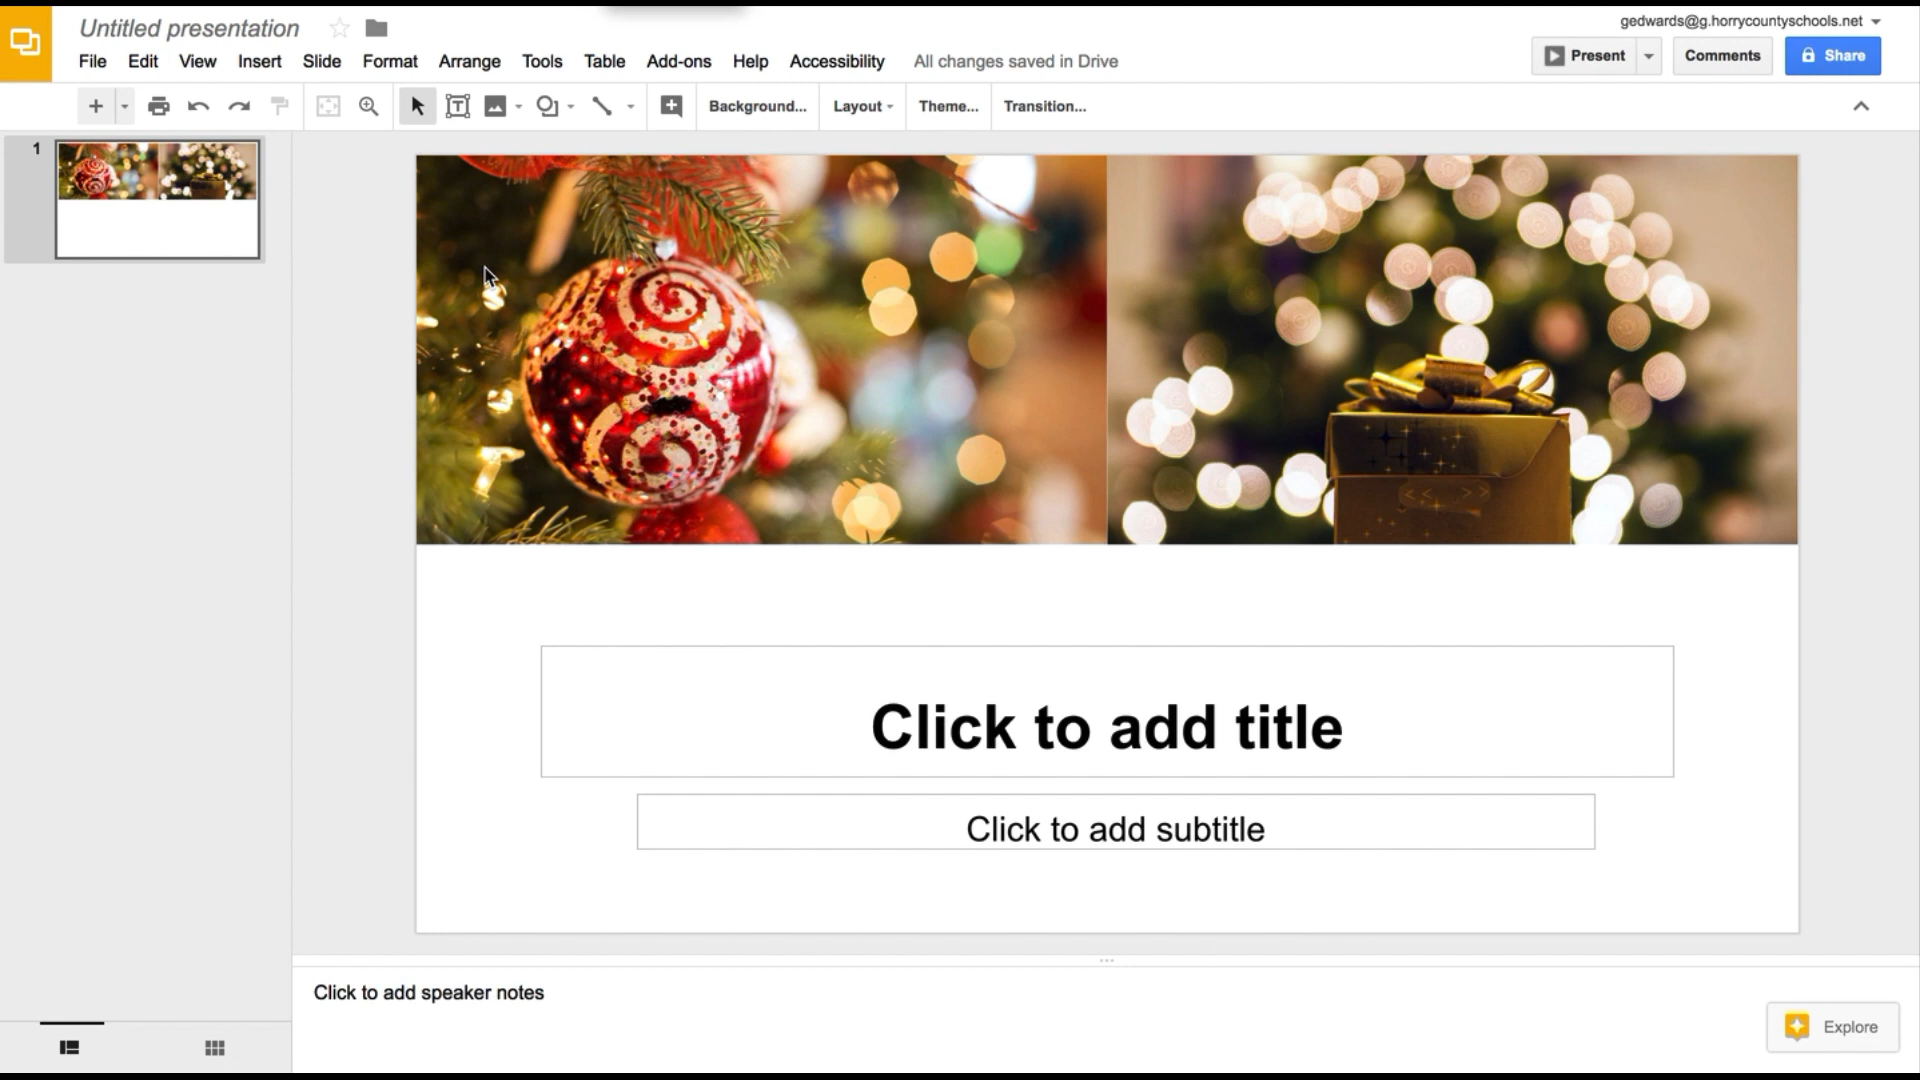 Untitled presentation
gedwards@g.horrycountyschools.net
File Edit View Insert Slide Format Arrange Tools Table Add-ons Help Accessibility All changes saved in Drive
Present Comments Share
Background... Layout Theme... Transition...
1
Click to add title
Click to add subtitle
Click to add speaker notes
Explore